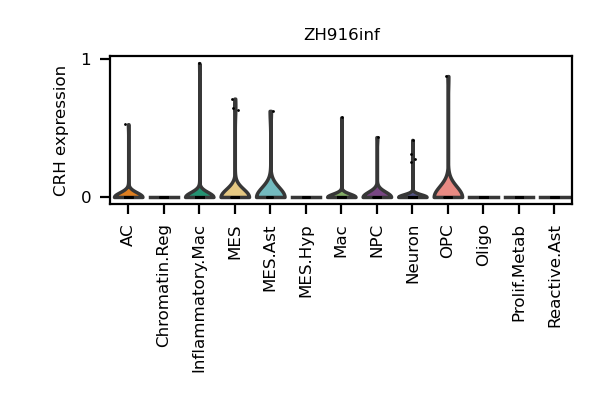 ZH916inf
CRH expression
1
0
AC
Chromatin.Reg
Inflammatory.Mac
MES
MES.Ast
MES.Hyp
Mac
NPC
Neuron
OPC
Oligo
Prolif.Metab
Reactive.Ast